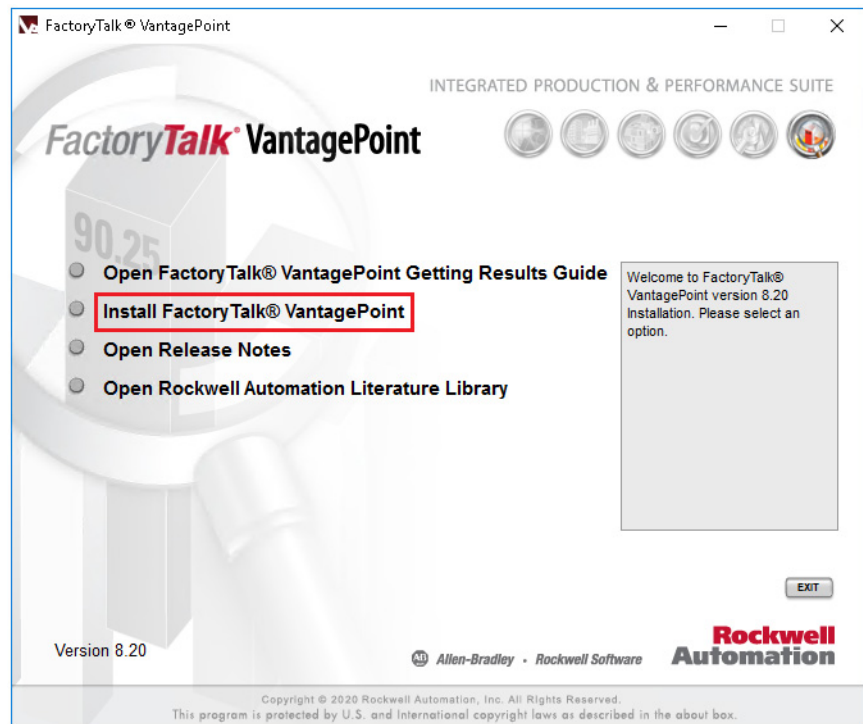 FactoryTalk® VantagePoint
INTEGRATED PRODUCTION & PERFORMANCE SUITE
FactoryTalk® VantagePoint
90.25
Open FactoryTalk® VantagePoint Getting Results Guide
Install FactoryTalk® VantagePoint
Open Release Notes
Open Rockwell Automation Literature Library
Welcome to FactoryTalk®
VantagePoint version 8.20
Installation. Please select an
option.
EXIT
Version 8.20
AB Allen-Bradley • Rockwell Software
Rockwell
Automation
Copyright © 2020 Rockwell Automation, Inc. All Rights Reserved.
This program is protected by U.S. and International copyright laws as described in the about box.